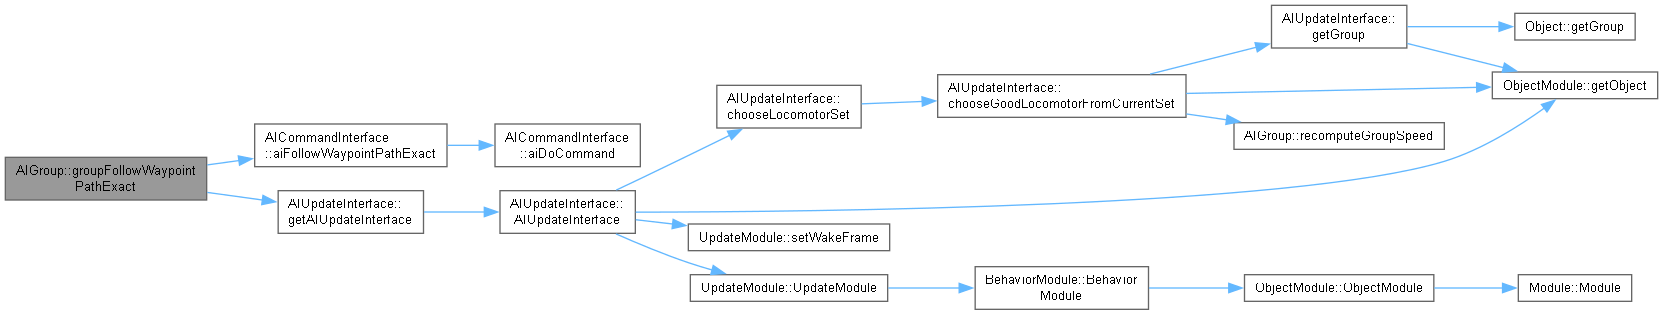 AIGroup::groupFollowWaypoint
PathExact
AICommandInterface
::aiFollowWaypointPathExact
AICommandInterface
::aiDoCommand
AIUpdateInterface::
getAIUpdateInterface
AIUpdateInterface::
AIUpdateInterface
AIUpdateInterface::
chooseLocomotorSet
AIUpdateInterface::
chooseGoodLocomotorFromCurrentSet
AIUpdateInterface::
getGroup
Object::getGroup
ObjectModule::getObject
AIGroup::recomputeGroupSpeed
UpdateModule::setWakeFrame
UpdateModule::UpdateModule
BehaviorModule::Behavior
Module
ObjectModule::ObjectModule
Module::Module